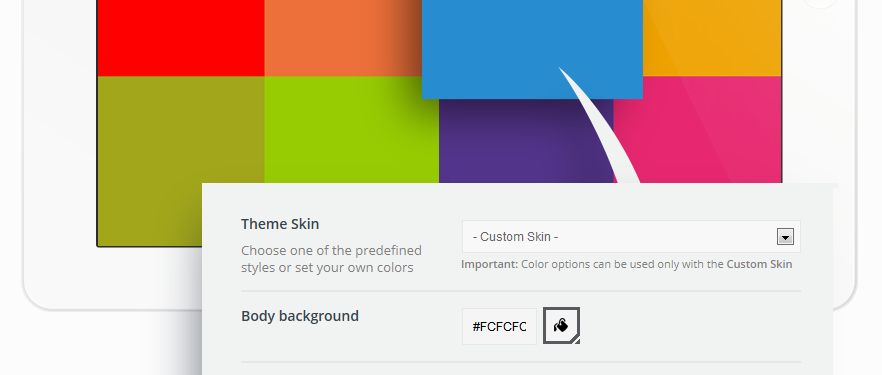 Theme Skin
Choose one of the predefined
styles or set your own colors
- Custom Skin -
Important: Color options can be used only with the Custom Skin
Body background
#FCFCFC